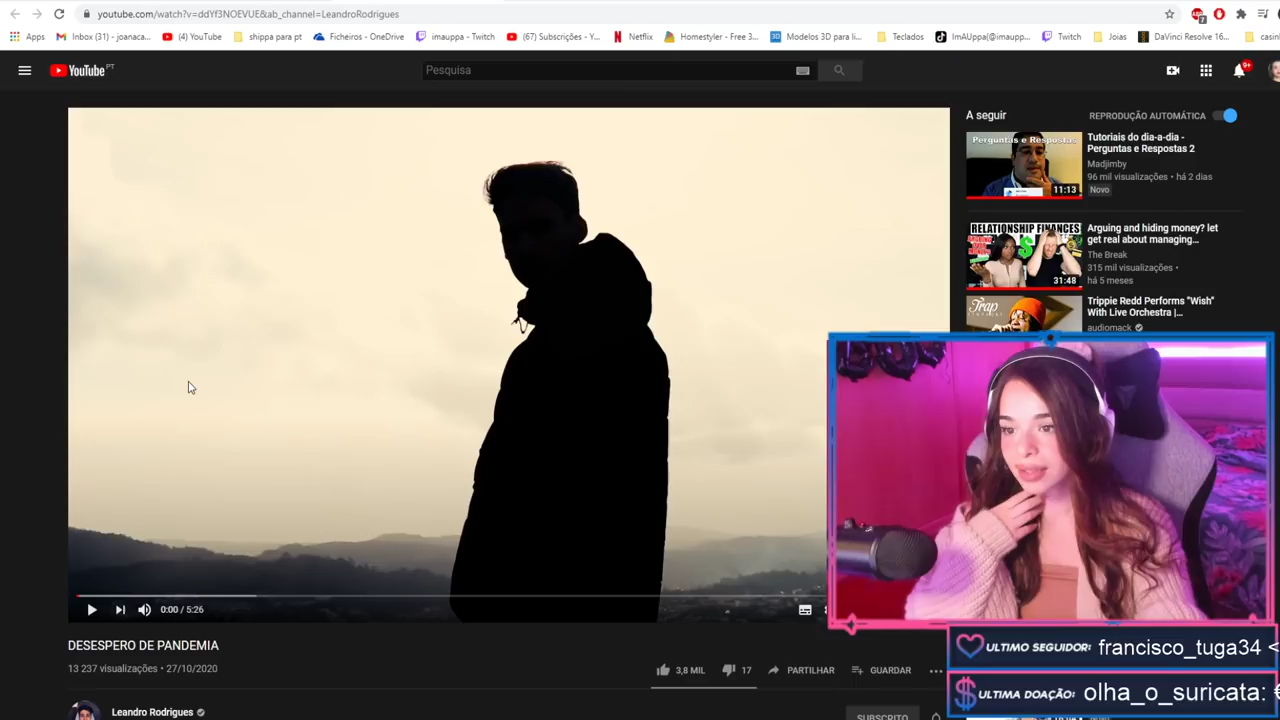 youtube.com/watch?v=ddYf3NOEVUE&ab_channel=LeandroRodrigues
Apps
Inbox (31) - joanaca...
(4) YouTube
shippa para pt
Ficheiros - OneDrive
imauppa - Twitch
(67) Subscrições - Y...
Netflix
Homestyler - Free 3...
Modelos 3D para li...
Teclados
ImAUppa(@imaupp...
Twitch
Joias
DaVinci Resolve 16...
casinh
YouTube PT
Pesquisa
9+
A seguir
REPRODUÇÃO AUTOMÁTICA
Perguntas e Respostas
11:13
Tutoriais do dia-a-dia -
Perguntas e Respostas 2
Madjimby
96 mil visualizações • há 2 dias
Novo
RELATIONSHIP FINANCES
31:48
Arguing and hiding money? let
get real about managing...
The Break
315 mil visualizações •
há 5 meses
Trap
Trippie Redd Performs "Wish"
With Live Orchestra |...
audiomack
0:00 / 5:26
DESESPERO DE PANDEMIA
13 237 visualizações • 27/10/2020
3,8 MIL
17
PARTILHAR
GUARDAR
Leandro Rodrigues
SUBSCRITO
ULTIMO SEGUIDOR: francisco_tuga34 <
ULTIMA DOAÇÃO: olha_o_suricata: €